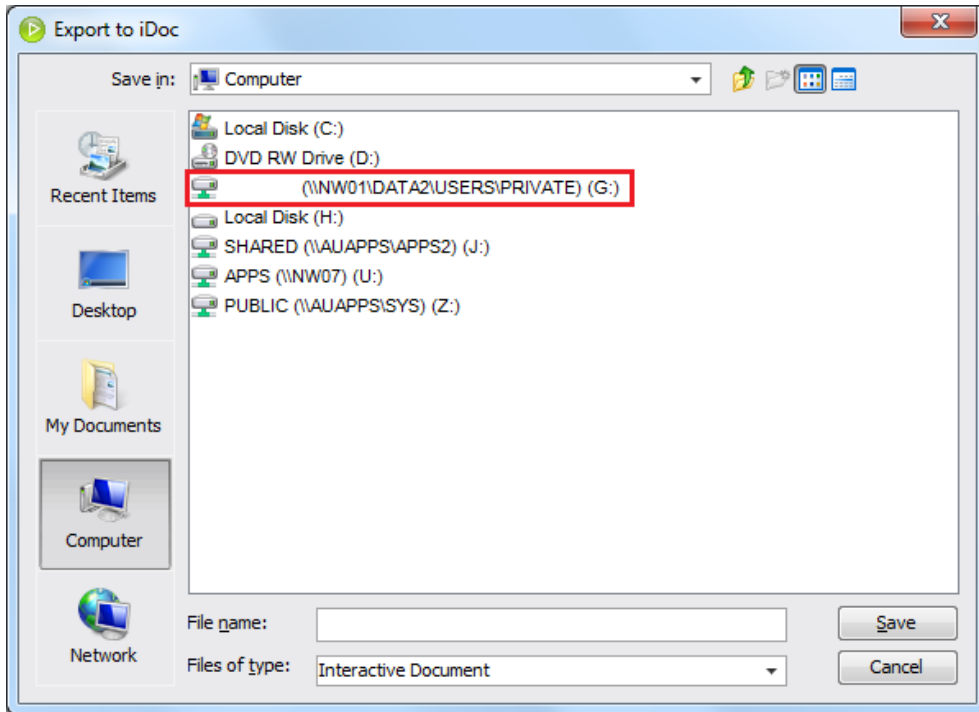 Export to iDoc
Save in: Computer
Recent Items
Desktop
My Documents
Computer
Network
Local Disk (C:)
DVD RW Drive (D:)
(\\NW01\DATA2\USERS\PRIVATE) (G:)
Local Disk (H:)
SHARED (\\AUAPPS\APPS2) (J:)
APPS (\\NW07) (U:)
PUBLIC (\\AUAPPS\SYS) (Z:)
File name:
Save
Files of type: Interactive Document
Cancel